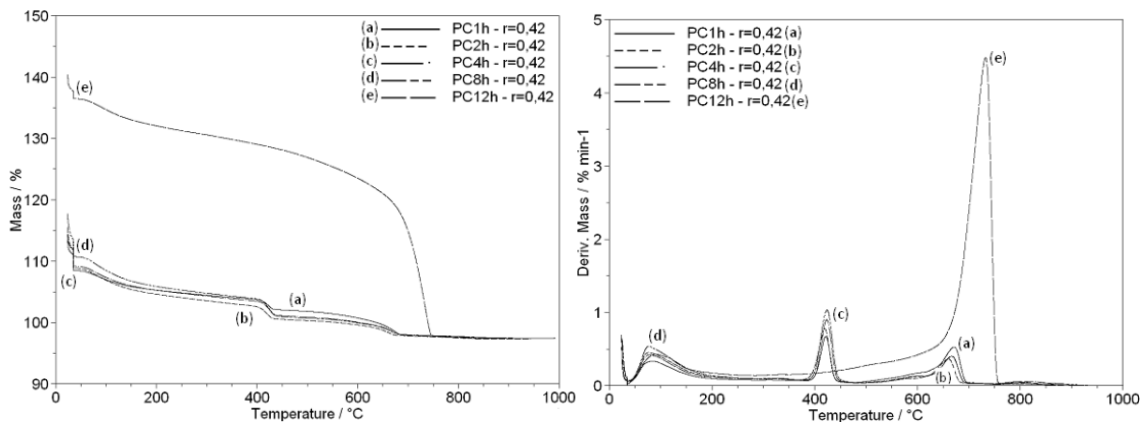 150
140
130
120
110
100
90
Mass / %
(a) PC1h - r=0,42
(b) PC2h - r=0,42
(c) PC4h - r=0,42
(d) PC8h - r=0,42
(e) PC12h - r=0,42
(e)
(d)
(c)
(a)
(b)
0 200 400 600 800 1000
Temperature / °C
5
4
3
2
1
0
Deriv. Mass / % min-1
PC1h - r=0,42 (a)
PC2h - r=0,42 (b)
PC4h - r=0,42 (c)
PC8h - r=0,42 (d)
PC12h - r=0,42(e)
(e)
(c)
(d)
(a)
(b)
0 200 400 600 800 1000
Temperature / °C